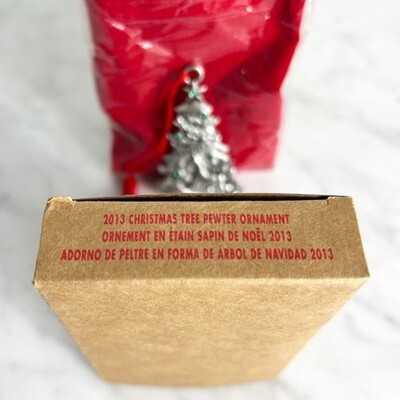 2013 CHRISTMAS TREE PEWTER ORNAMENT
ORNEMENT EN ÉTAIN SAPIN DE NOËL 2013
ADORNO DE PELTRE EN FORMA DE ÁRBOL DE NAVIDAD 2013